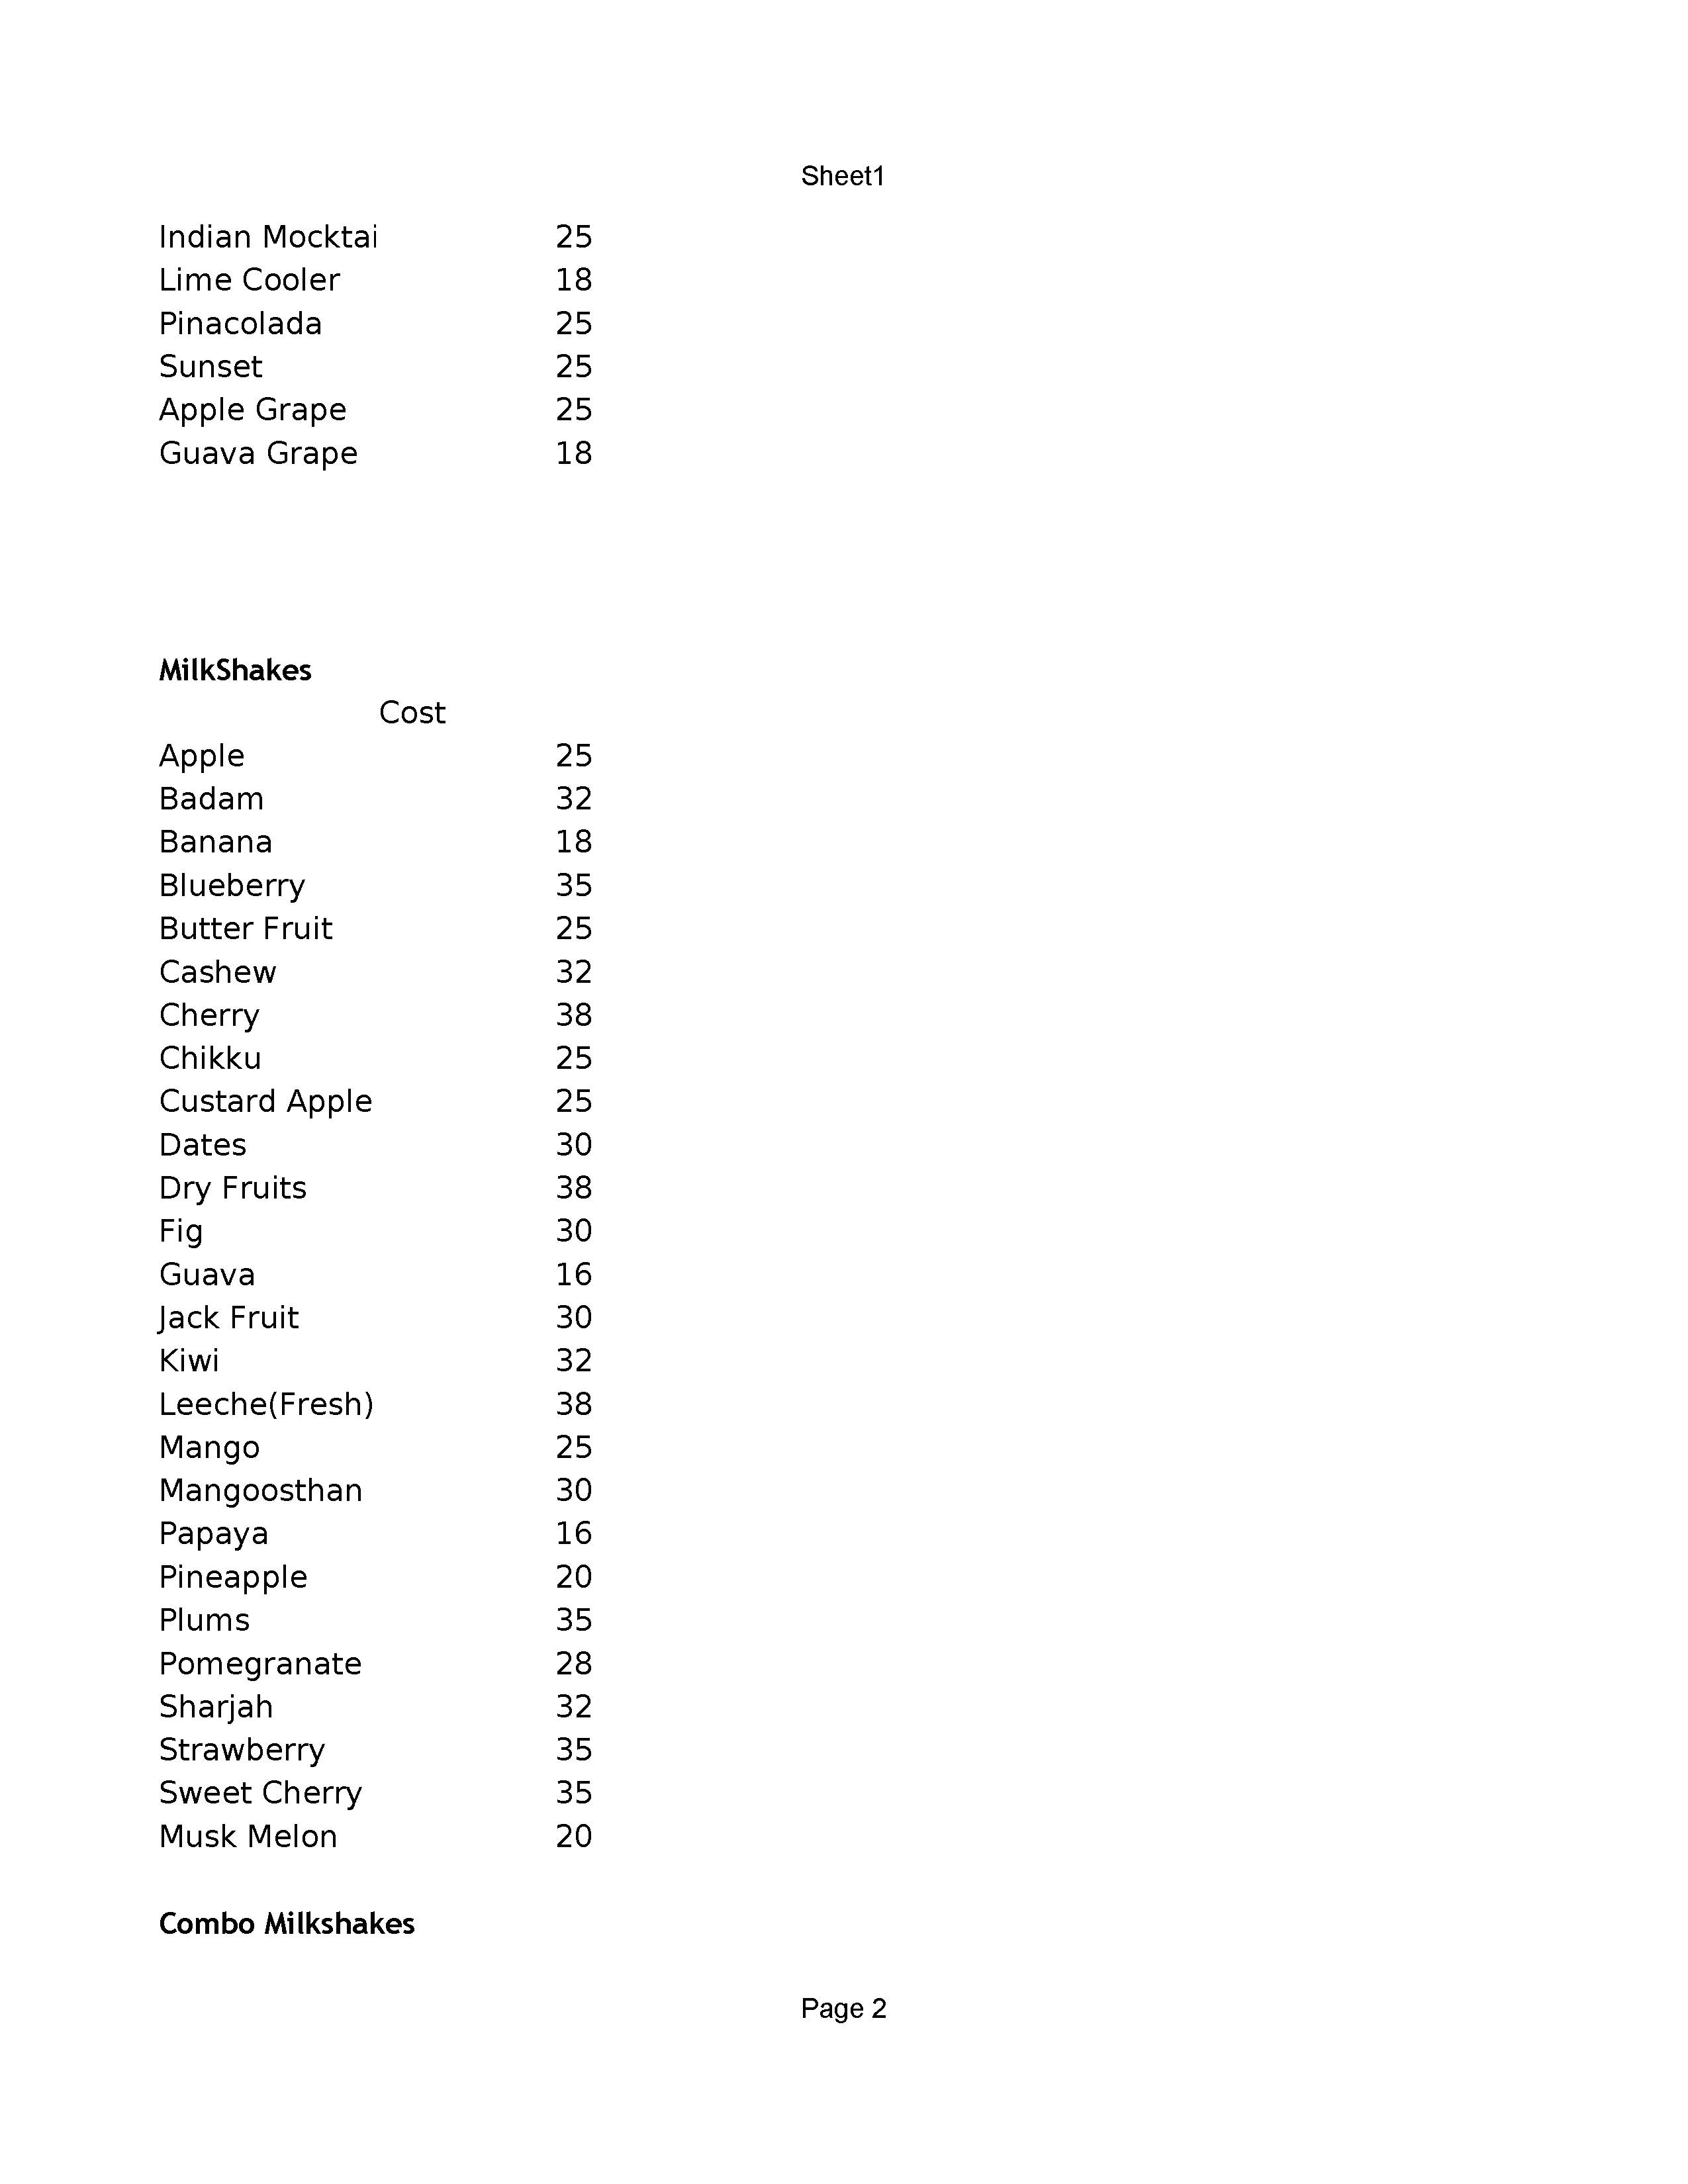 Sheet1
Indian Mocktai 25
Lime Cooler 18
Pinacolada 25
Sunset 25
Apple Grape 25
Guava Grape 18
MilkShakes
Cost
Apple 25
Badam 32
Banana 18
Blueberry 35
Butter Fruit 25
Cashew 32
Cherry 38
Chikku 25
Custard Apple 25
Dates 30
Dry Fruits 38
Fig 30
Guava 16
Jack Fruit 30
Kiwi 32
Leeche(Fresh) 38
Mango 25
Mangoosthan 30
Papaya 16
Pineapple 20
Plums 35
Pomegranate 28
Sharjah 32
Strawberry 35
Sweet Cherry 35
Musk Melon 20
Combo Milkshakes
Page 2